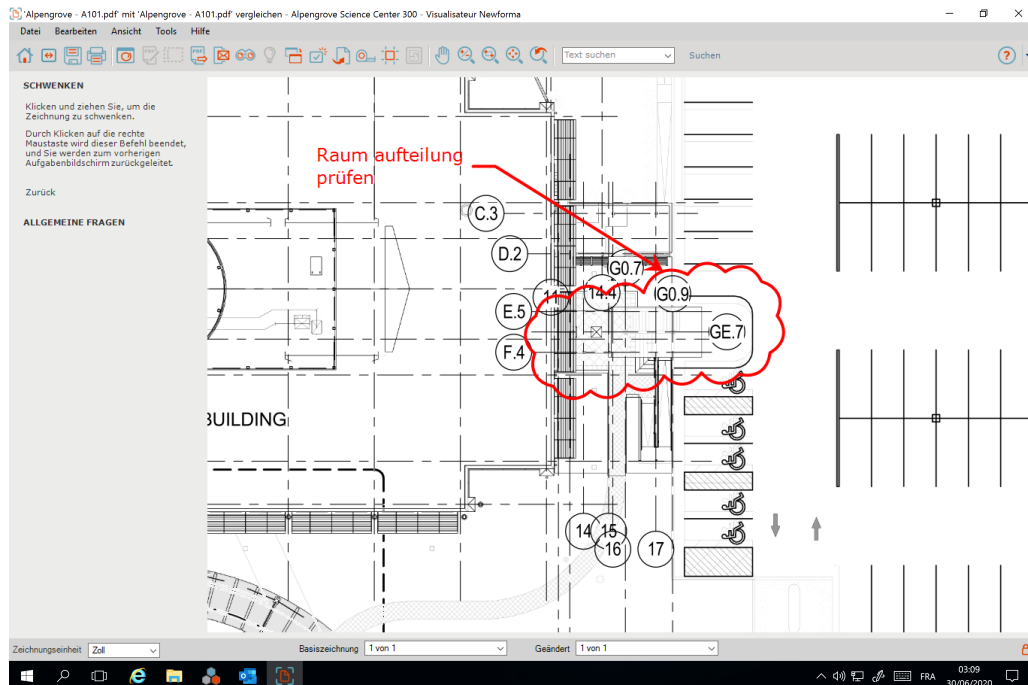 'Alpengrove - A101.pdf' mit 'Alpengrove - A101.pdf' vergleichen - Alpengrove Science Center 300 - Visualisateur Newforma
Datei Bearbeiten Ansicht Tools Hilfe
Text suchen
Suchen
SCHWENKEN
Klicken und ziehen Sie, um die
Zeichnung zu schwenken.
Durch Klicken auf die rechte
Maustaste wird dieser Befehl beendet,
und Sie werden zum vorherigen
Aufgabenbildschirm zurückgeleitet.
Zurück
ALLGEMEINE FRAGEN
Raum aufteilung
prüfen
C.3
D.2
G0.7
11
14.4
G0.9
E.5
GE.7
F.4
BUILDING
14
15
16
17
Zeichnungseinheit Zoll
Basiszeichnung 1 von 1
Geändert 1 von 1
FRA
03:09
30/06/2020